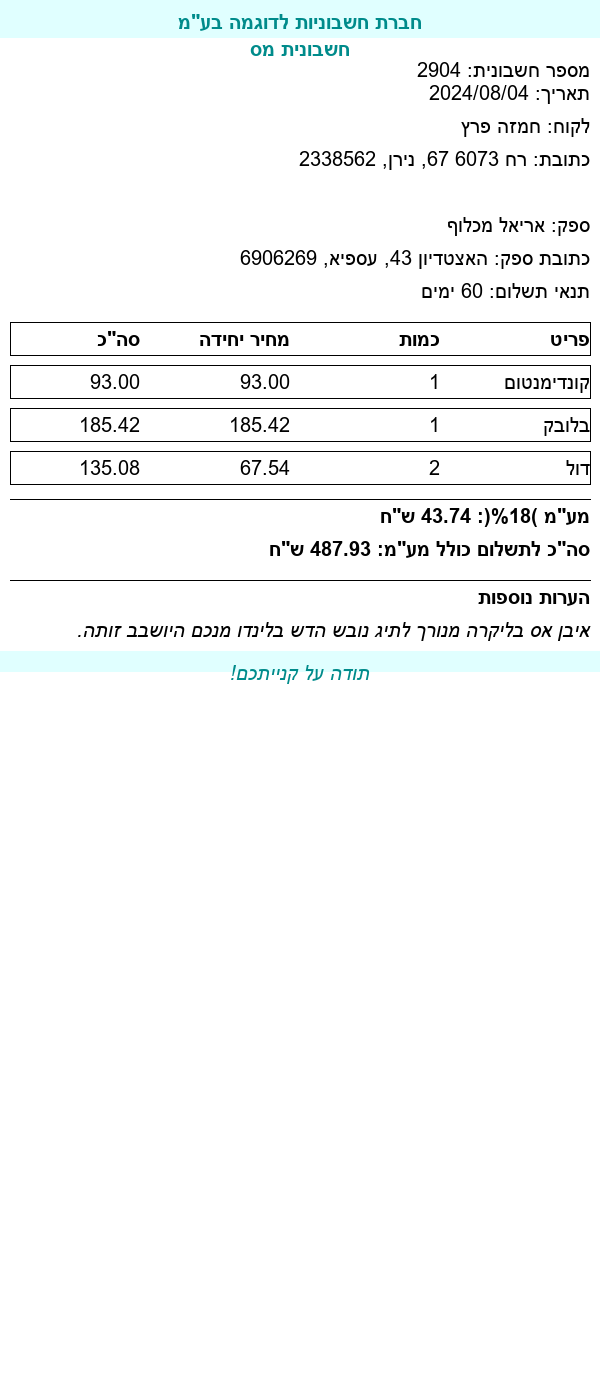 חברת חשבוניות לדוגמה בע"מ
חשבונית מס
מספר חשבונית: 2904
תאריך: 2024/08/04
לקוח: חמזה פרץ
כתובת: רח 6073 67, נירן, 2338562
ספק: אריאל מכלוף
כתובת ספק: האצטדיון 43, עספיא, 6906269
תנאי תשלום: 60 ימים
פריט כמות מחיר יחידה סה"כ
קונדימנטום 1 93.00 93.00
בלובק 1 185.42 185.42
דול 2 67.54 135.08
מע"מ (18%): 43.74 ש"ח
סה"כ לתשלום כולל מע"מ: 487.93 ש"ח
הערות נוספות
איבן אס בליקרה מנורך לתיג נובש הדש בלינדו מנכם היושבב זותה.
תודה על קנייתכם!